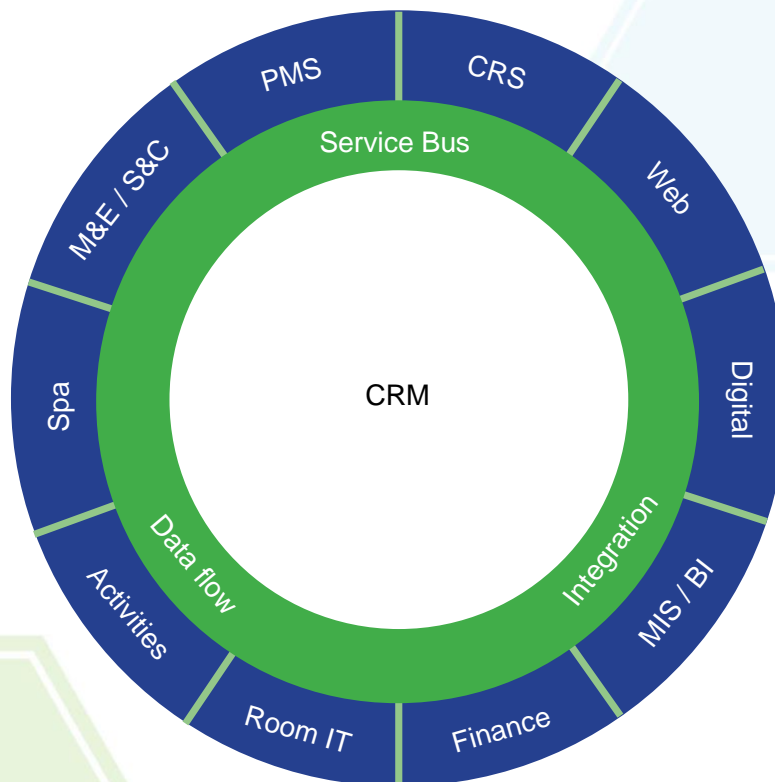 PMS
CRS
Web
Digital
MIS / BI
Finance
Room IT
Activities
Spa
M&E / S&C
Service Bus
Integration
Data flow
CRM